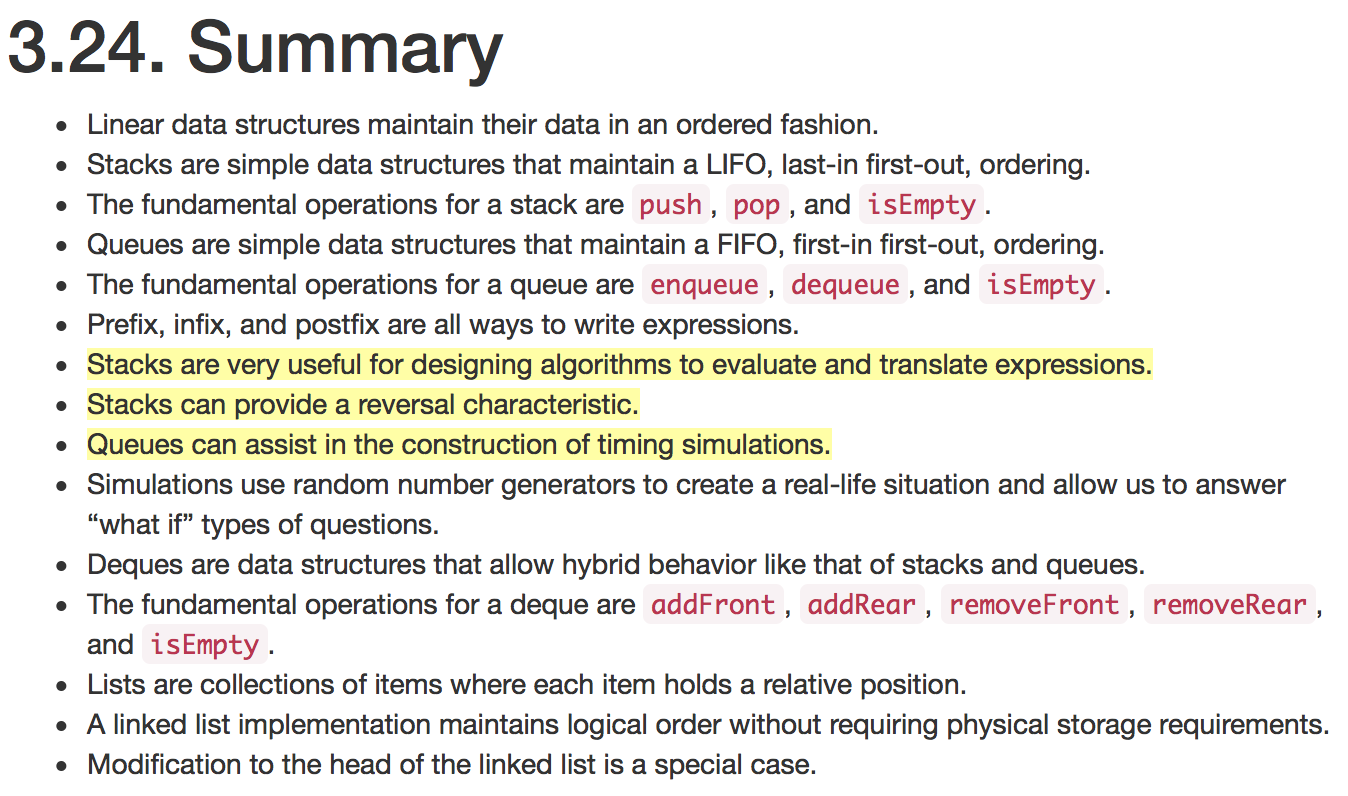 3.24. Summary
• Linear data structures maintain their data in an ordered fashion.
• Stacks are simple data structures that maintain a LIFO, last-in first-out, ordering.
• The fundamental operations for a stack are push , pop , and isEmpty .
• Queues are simple data structures that maintain a FIFO, first-in first-out, ordering.
• The fundamental operations for a queue are enqueue , dequeue , and isEmpty .
• Prefix, infix, and postfix are all ways to write expressions.
• Stacks are very useful for designing algorithms to evaluate and translate expressions.
• Stacks can provide a reversal characteristic.
• Queues can assist in the construction of timing simulations.
• Simulations use random number generators to create a real-life situation and allow us to answer
“what if” types of questions.
• Deques are data structures that allow hybrid behavior like that of stacks and queues.
• The fundamental operations for a deque are addFront , addRear , removeFront , removeRear ,
and isEmpty .
• Lists are collections of items where each item holds a relative position.
• A linked list implementation maintains logical order without requiring physical storage requirements.
• Modification to the head of the linked list is a special case.